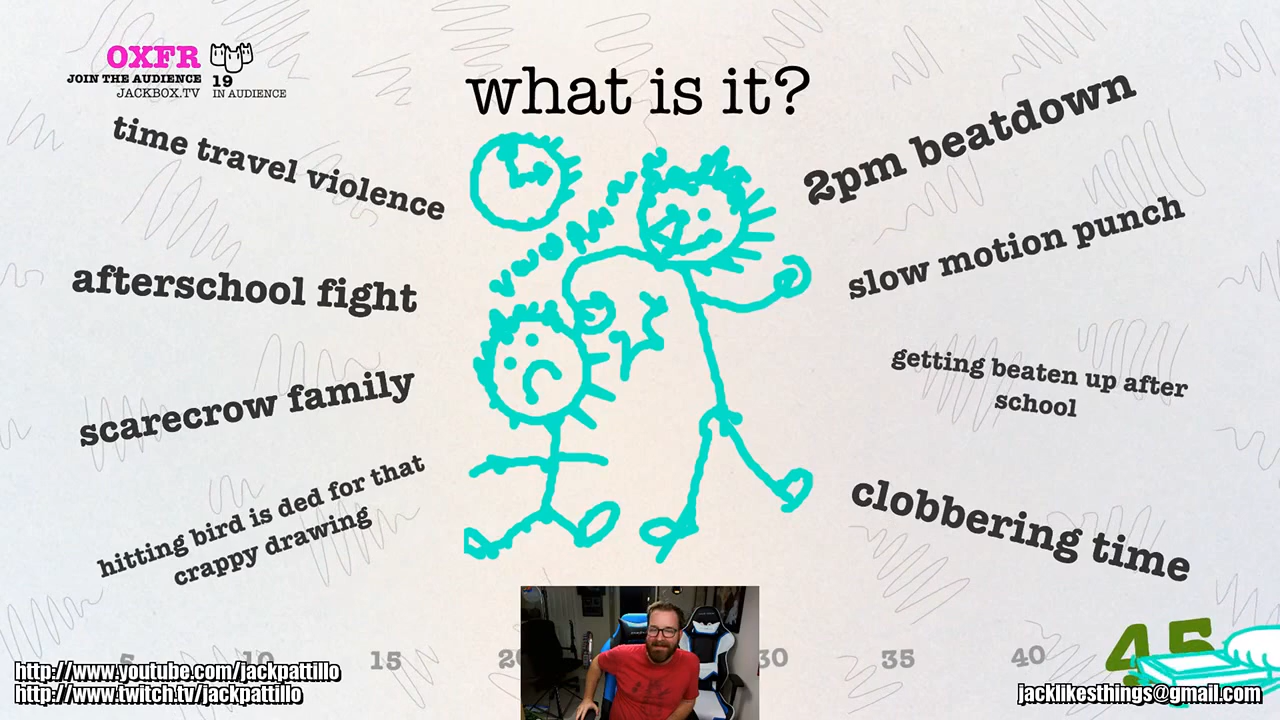 OXFR
JOIN THE AUDIENCE
JACKBOX.TV
19
IN AUDIENCE
what is it?
time travel violence
2pm beatdown
afterschool fight
slow motion punch
scarecrow family
getting beaten up after
school
hitting bird is ded for that
crappy drawing
clobbering time
5 10 15 20 30 35 40 45
http://www.youtube.com/jackpattillo
http://www.twitch.tv/jackpattillo
jacklikesthings@gmail.com